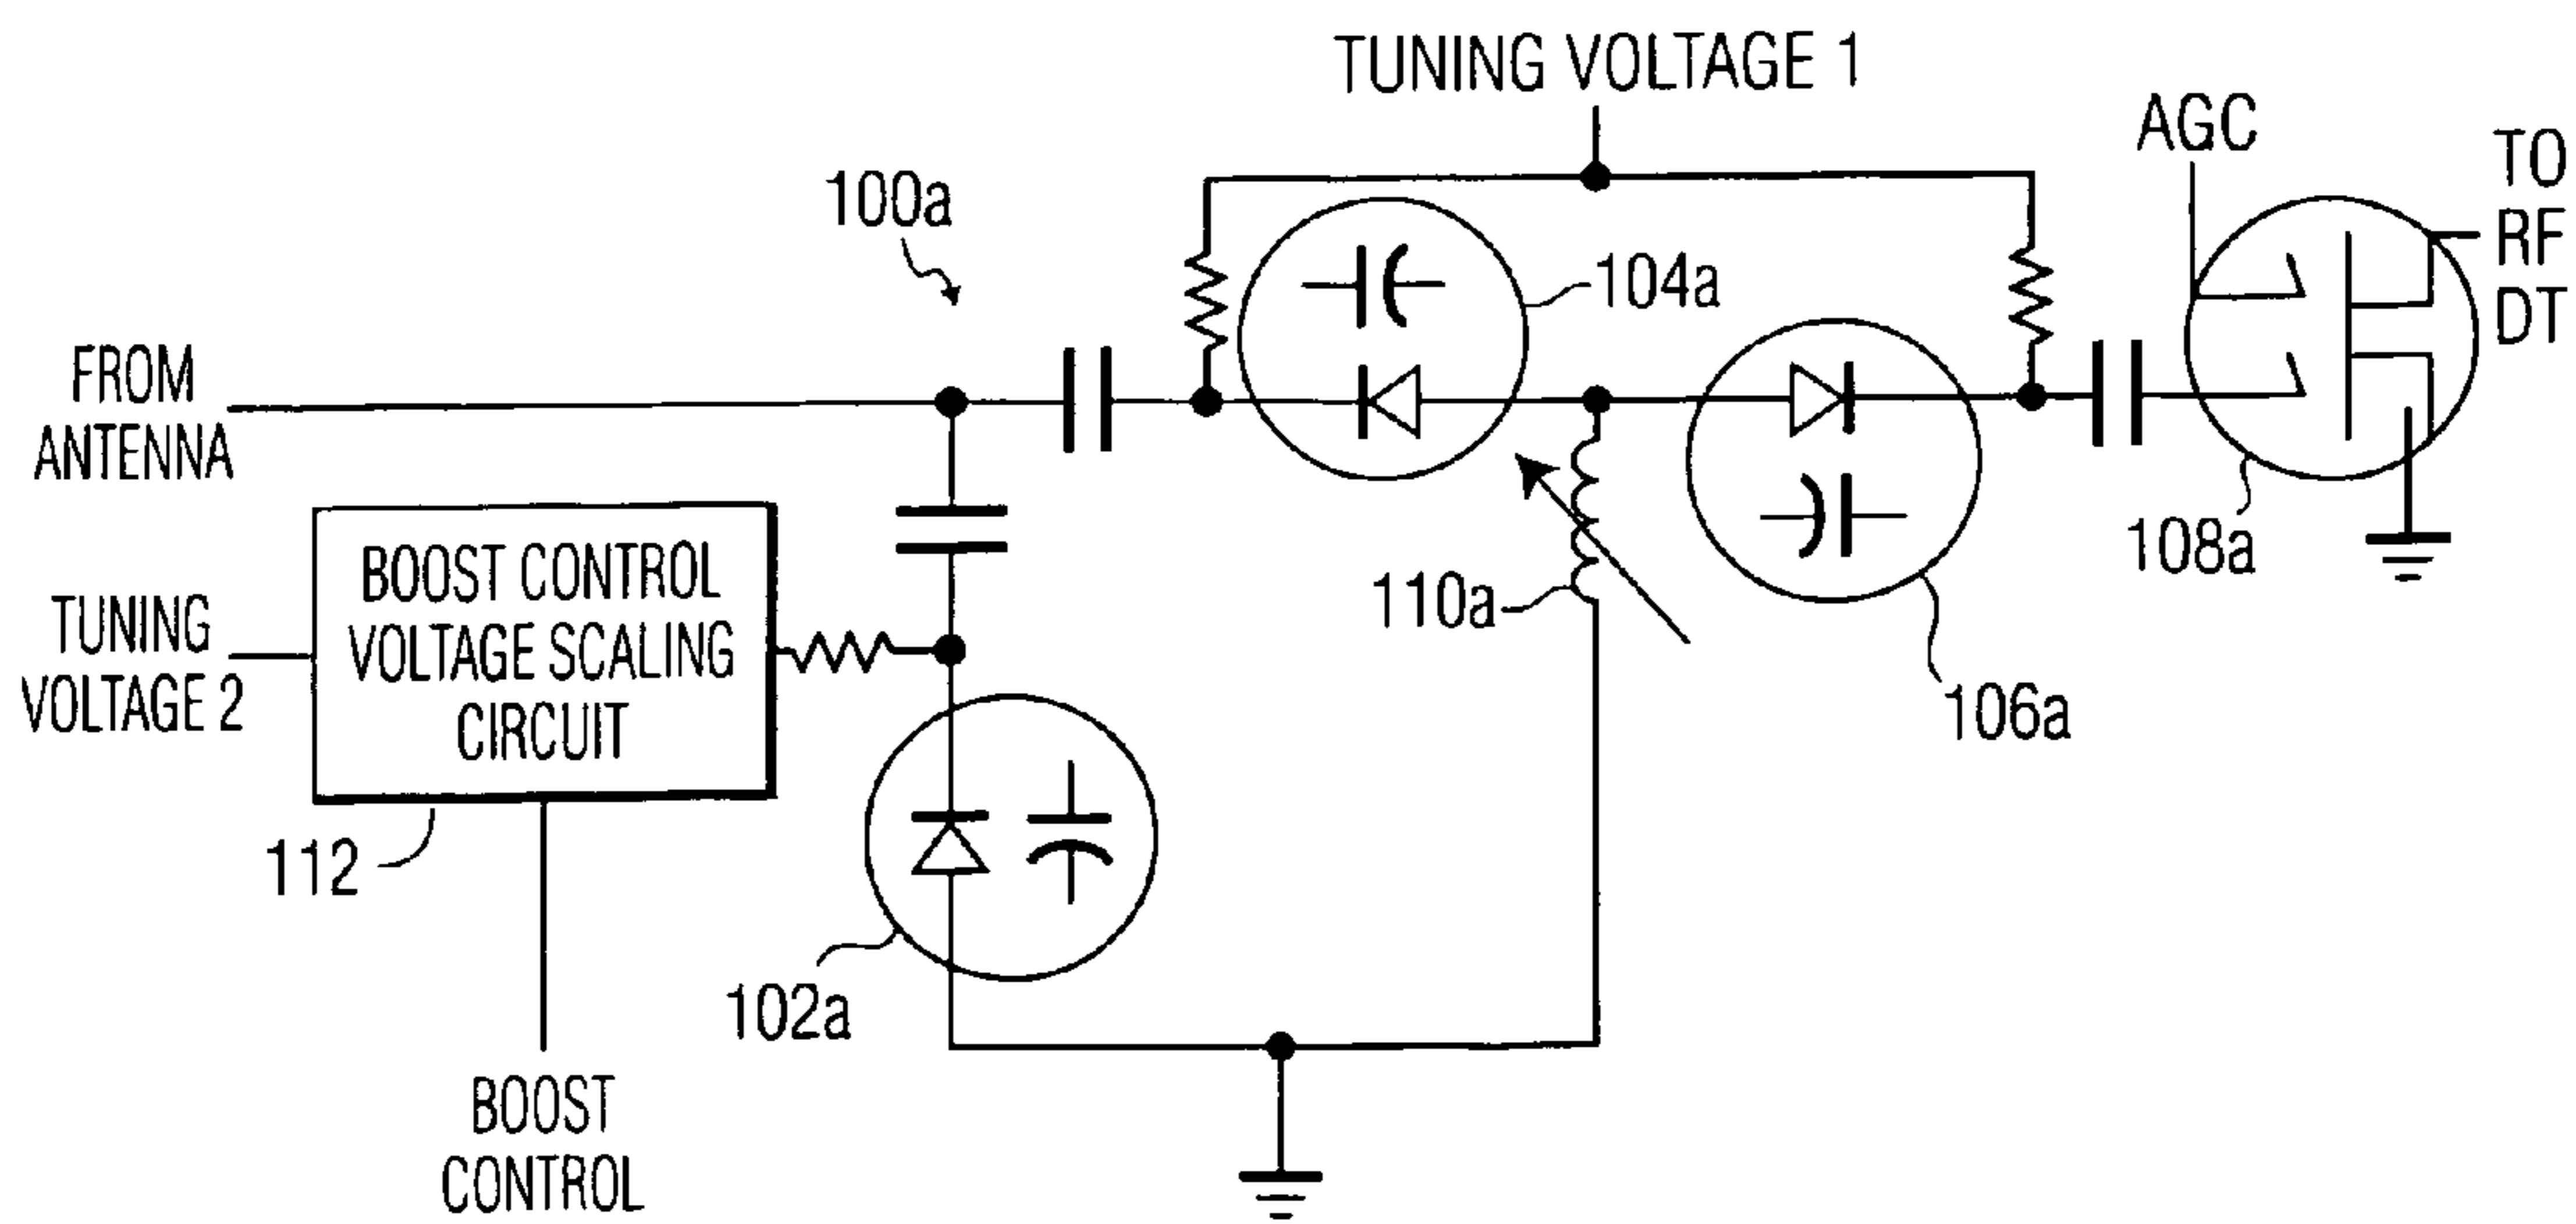 TUNING VOLTAGE 1
AGC
TO
RF
DT
100a
104a
FROM
ANTENNA
BOOST CONTROL
VOLTAGE SCALING
CIRCUIT
TUNING
VOLTAGE 2
110a
108a
106a
112
102a
BOOST
CONTROL